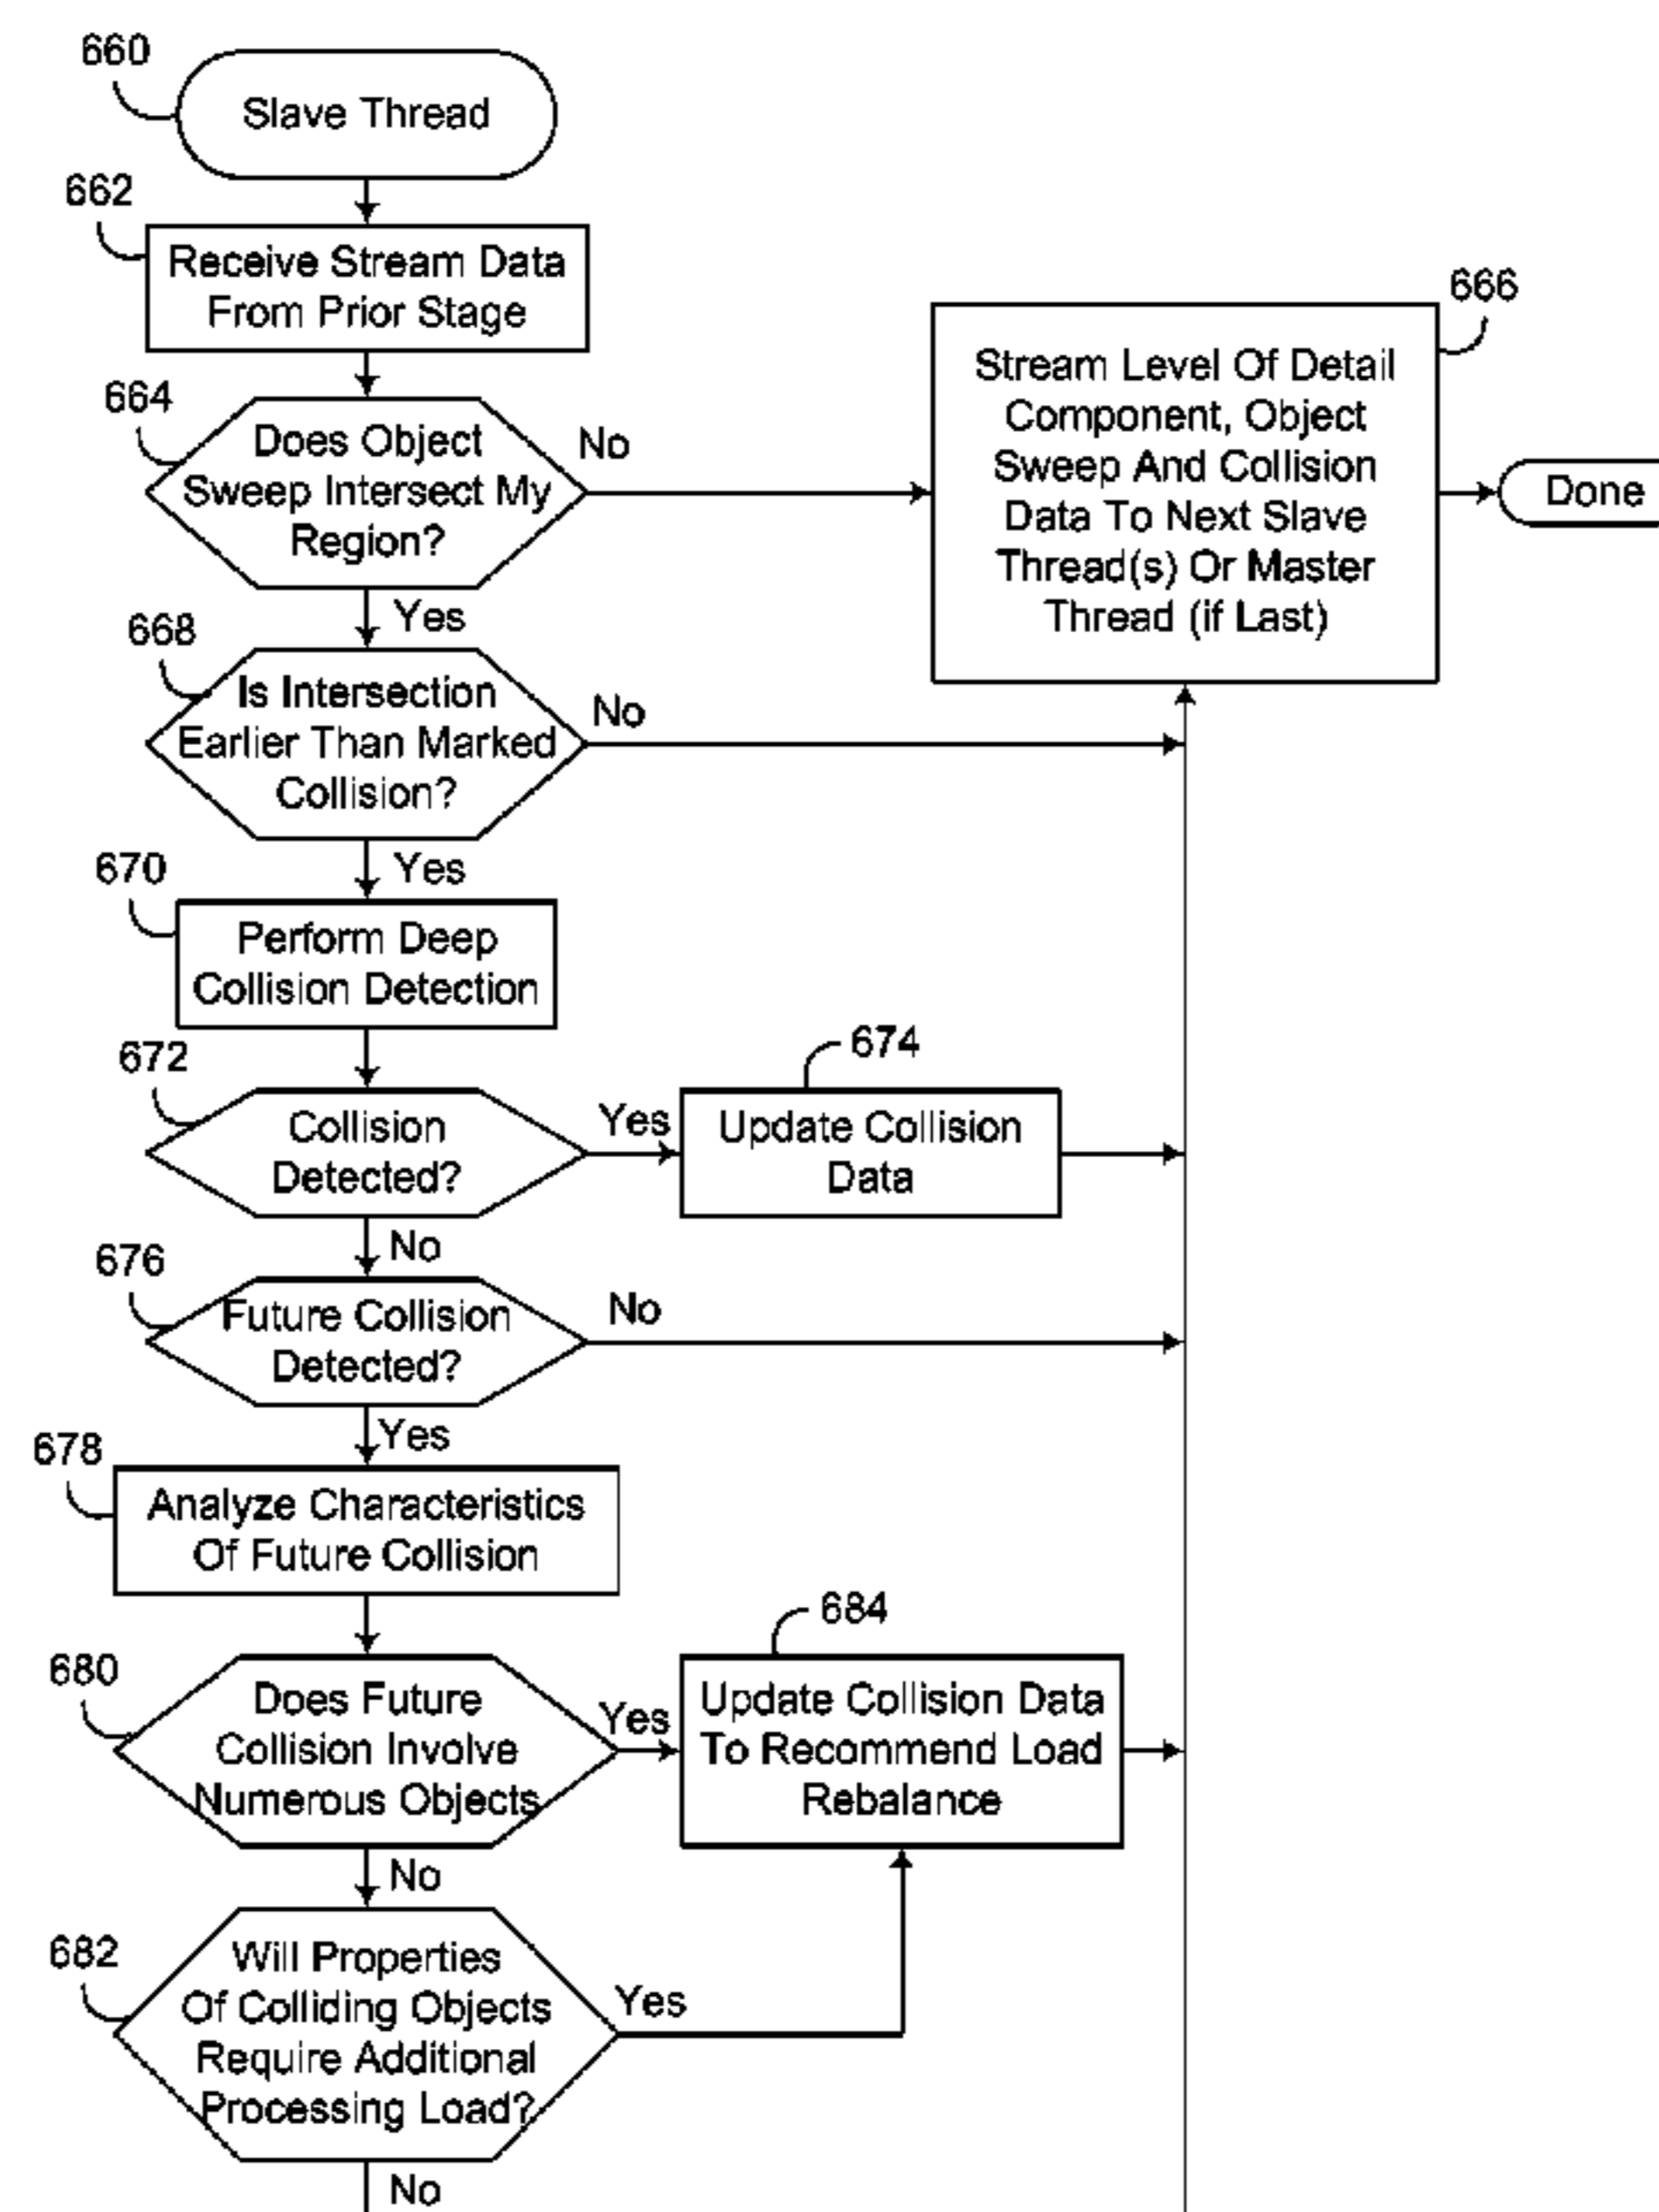 660
Slave Thread
662
Receive Stream Data
From Prior Stage
664
Does Object
Sweep Intersect My
Region?
No
Yes
666
Stream Level Of Detail
Component, Object
Sweep And Collision
Data To Next Slave
Thread(s) Or Master
Thread (if Last)
Done
668
Is Intersection
Earlier Than Marked
Collision?
No
Yes
670
Perform Deep
Collision Detection
672
Collision
Detected?
Yes
No
674
Update Collision
Data
676
Future Collision
Detected?
No
Yes
678
Analyze Characteristics
Of Future Collision
680
Does Future
Collision Involve
Numerous Objects
Yes
No
684
Update Collision Data
To Recommend Load
Rebalance
682
Will Properties
Of Colliding Objects
Require Additional
Processing Load?
Yes
No